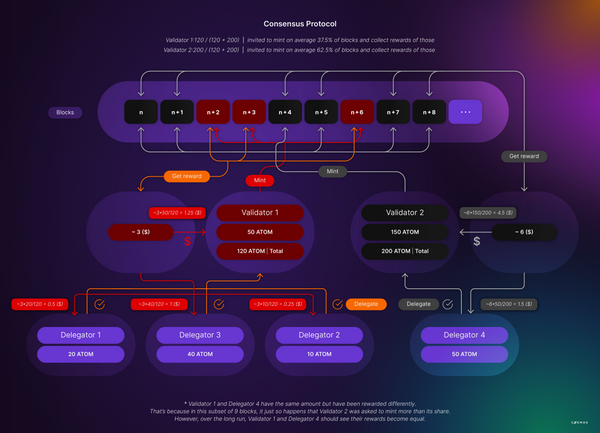 Consensus Protocol
Validator 1:120 / (120 + 200) | invited to mint on average 37.5% of blocks and collect rewards of those
Validator 2:200 / (120 + 200) | invited to mint on average 62.5% of blocks and collect rewards of those
Blocks
n
n + 1
n + 2
n + 3
n + 4
n + 5
n + 6
n + 7
n + 8
...
Get reward
Mint
Mint
Get reward
~3*50/120 = 1.25 ($)
~ 3 ($)
$
Validator 1
50 ATOM
120 ATOM | Total
Validator 2
150 ATOM
200 ATOM | Total
~6*150/200 = 4.5 ($)
~ 6 ($)
$
~3*20/120 = 0.5 ($)
~3*40/120 = 1 ($)
~3*10/120 = 0.25 ($)
Delegate
Delegate
~6*50/200 = 1.5 ($)
Delegator 1
20 ATOM
Delegator 3
40 ATOM
Delegator 2
10 ATOM
Delegator 4
50 ATOM
* Validator 1 and Delegator 4 have the same amount but have been rewarded differently.
That's because in this subset of 9 blocks, it just so happens that Validator 2 was asked to mint more than its share.
However, over the long run, Validator 1 and Delegator 4 should see their rewards become equal.
COSMOS